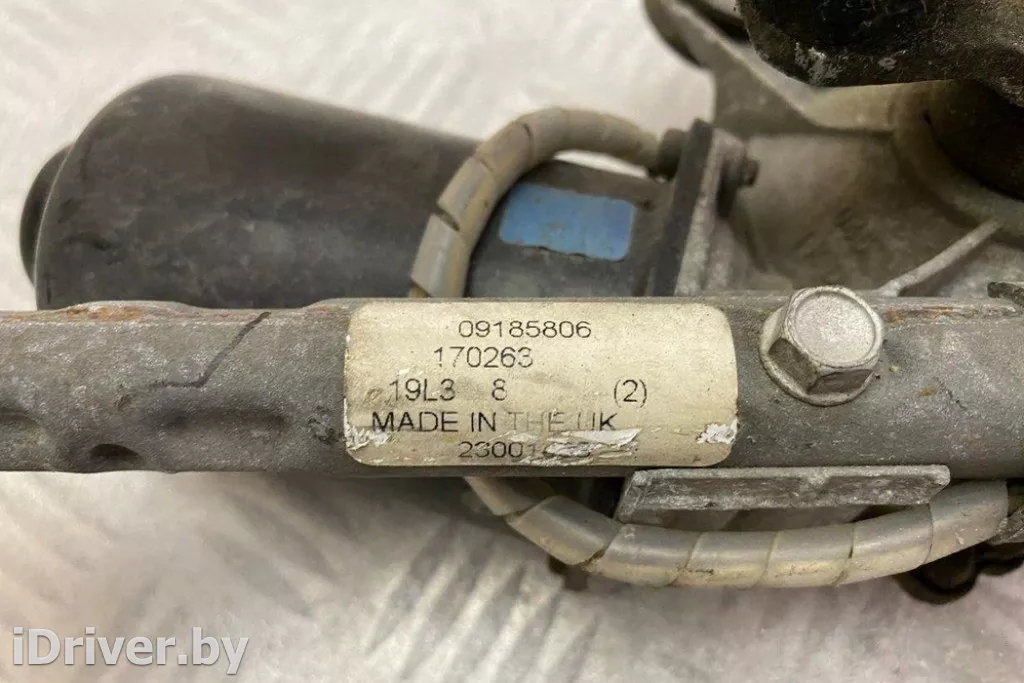 09185806
170263
19L3 8 (2)
MADE IN THE UK
iDriver.by